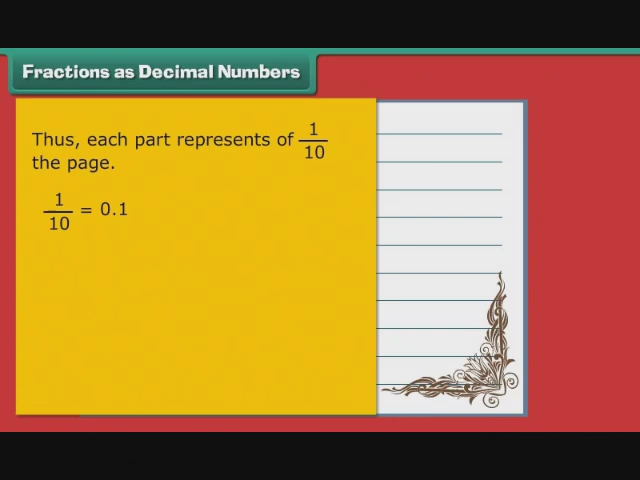 Fractions as Decimal Numbers
Thus, each part represents of 1/10
the page.
1/10 = 0.1